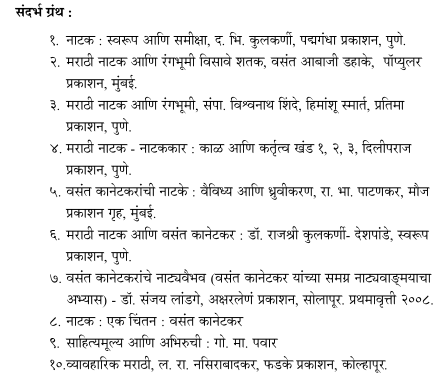 संदर्भ ग्रंथ :
१. नाटक : स्वरूप आणि समीक्षा, द. भि. कुलकर्णी, पद्मगंधा प्रकाशन, पुणे.
२. मराठी नाटक आणि रंगभूमी विसावे शतक, वसंत आबाजी डहाके, पॉप्युलर
प्रकाशन, मुंबई.
३. मराठी नाटक आणि रंगभूमी, संपा. विश्वनाथ शिंदे, हिमांशू स्मार्त, प्रतिमा
प्रकाशन, पुणे.
४. मराठी नाटक - नाटककार : काळ आणि कर्तृत्व खंड १, २, ३, दिलीपराज
प्रकाशन, पुणे.
५. वसंत कानेटकरांची नाटके : वैविध्य आणि ध्रुवीकरण, रा. भा. पाटणकर, मौज
प्रकाशन गृह, मुंबई.
६. मराठी नाटक आणि वसंत कानेटकर : डॉ. राजश्री कुलकर्णी- देशपांडे, स्वरूप
प्रकाशन, पुणे.
७. वसंत कानेटकरांचे नाट्यवैभव (वसंत कानेटकर यांच्या समग्र नाट्यवाङ्मयाचा
अभ्यास) - डॉ. संजय लांडगे, अक्षरलेणं प्रकाशन, सोलापूर. प्रथमावृत्ती २००८.
८. नाटक : एक चिंतन : वसंत कानेटकर
९. साहित्यमूल्य आणि अभिरुची : गो. मा. पवार
१०.व्यावहारिक मराठी, ल. रा. नसिराबादकर, फडके प्रकाशन, कोल्हापूर.